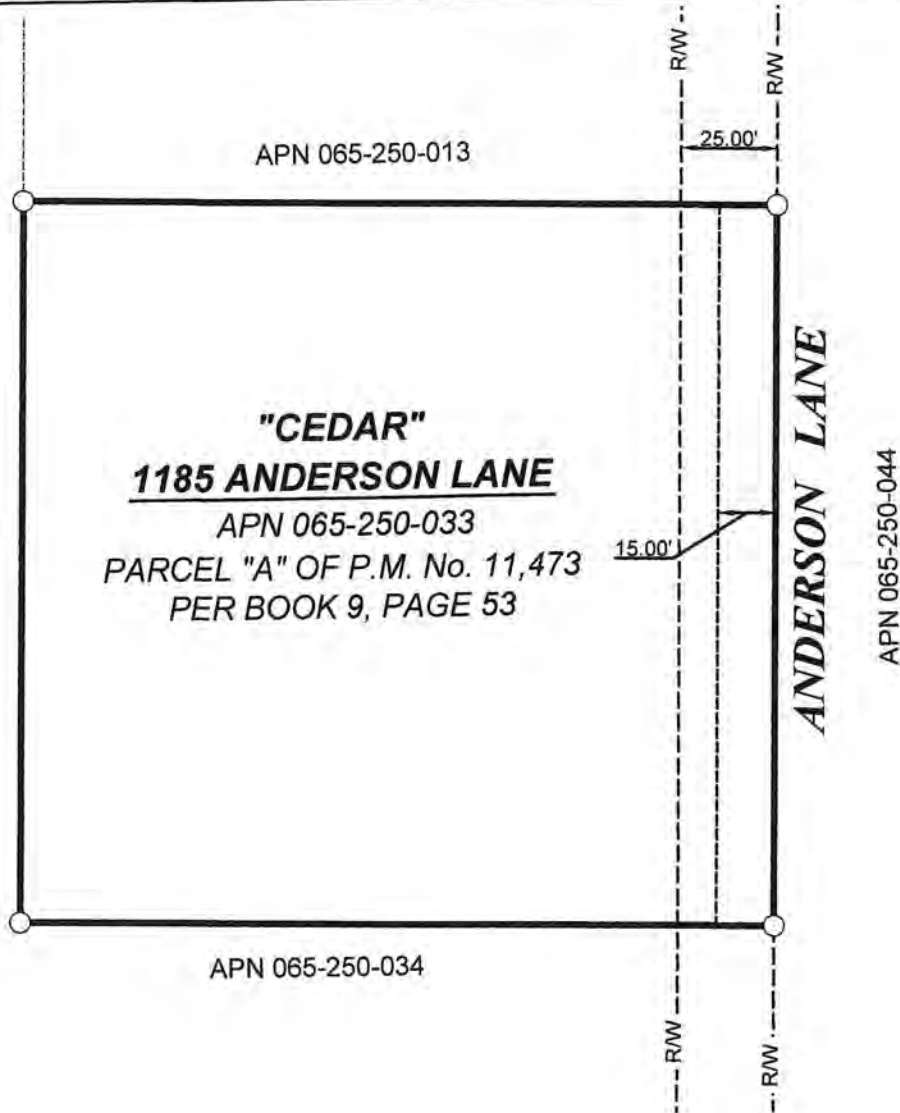 R/W
R/W
25.00'
APN 065-250-013
"CEDAR"
1185 ANDERSON LANE
APN 065-250-033
PARCEL "A" OF P.M. No. 11,473
PER BOOK 9, PAGE 53
15.00'
ANDERSON LANE
APN 065-250-044
APN 065-250-034
R/W
R/W